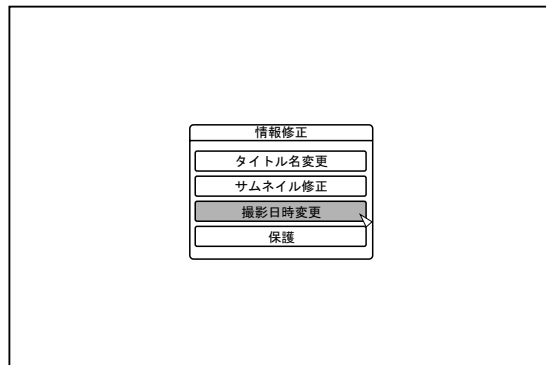 情報修正
タイトル名変更
サムネイル修正
撮影日時変更
保護